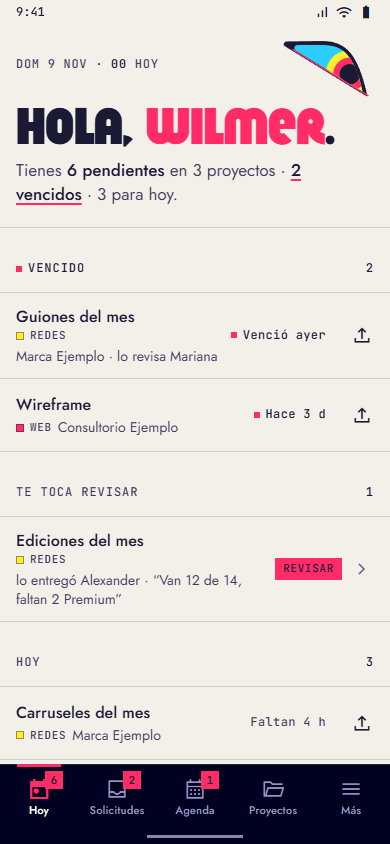 9:41
DOM 9 NOV · 00 HOY
HOLA, WILMER.
Tienes 6 pendientes en 3 proyectos · 2
vencidos · 3 para hoy.
VENCIDO 2
Guiones del mes
REDES
Venció ayer
Marca Ejemplo · lo revisa Mariana
Wireframe
Hace 3 d
WEB Consultorio Ejemplo
TE TOCA REVISAR 1
Ediciones del mes
REDES
REVISAR
lo entregó Alexander · “Van 12 de 14,
faltan 2 Premium”
HOY 3
Carruseles del mes
Faltan 4 h
REDES Marca Ejemplo
6 2 1
Hoy Solicitudes Agenda Proyectos Más